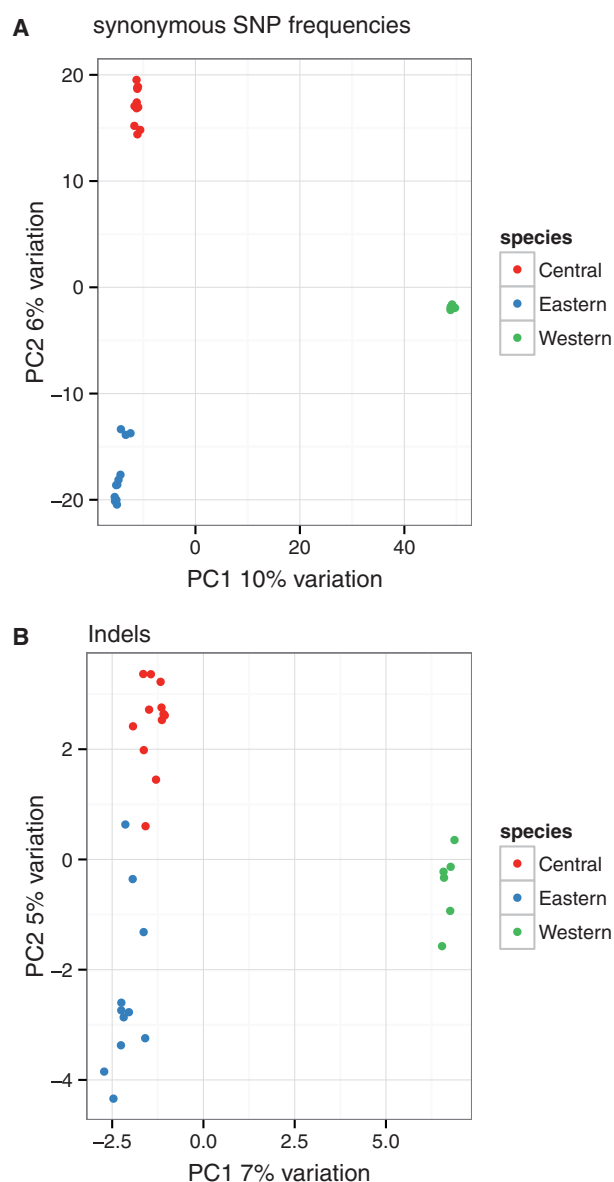 A
synonymous SNP frequencies
20
10
0
−10
−20
PC2 6% variation
0
20
40
PC1 10% variation
species
Central
Eastern
Western
B
Indels
2
0
−2
−4
PC2 5% variation
−2.5
0.0
2.5
5.0
PC1 7% variation
species
Central
Eastern
Western